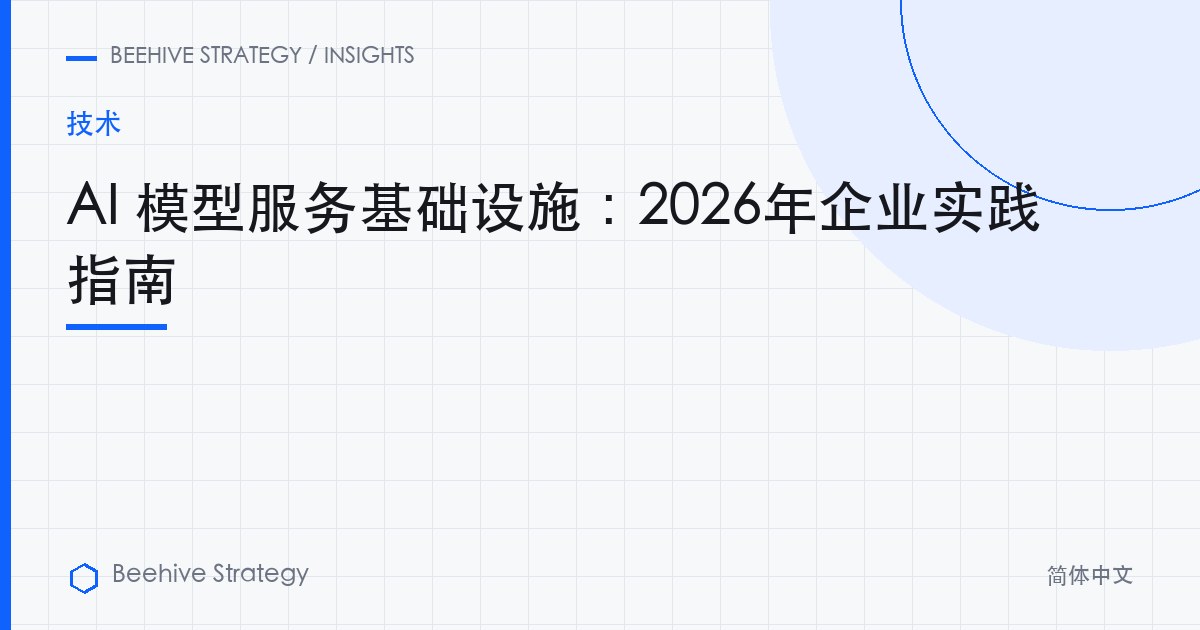 BEEHIVE STRATEGY / INSIGHTS
技术
AI 模型服务基础设施：2026年企业实践
指南
Beehive Strategy
简体中文